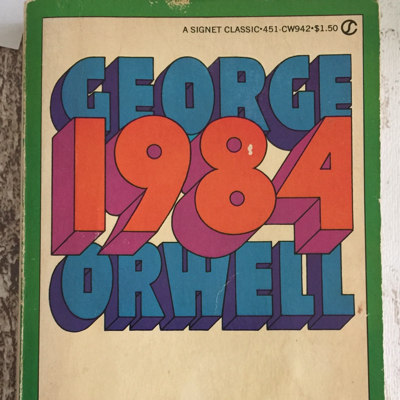 A SIGNET CLASSIC•451-CW942•$1.50
GEORGE
1984
ORWELL